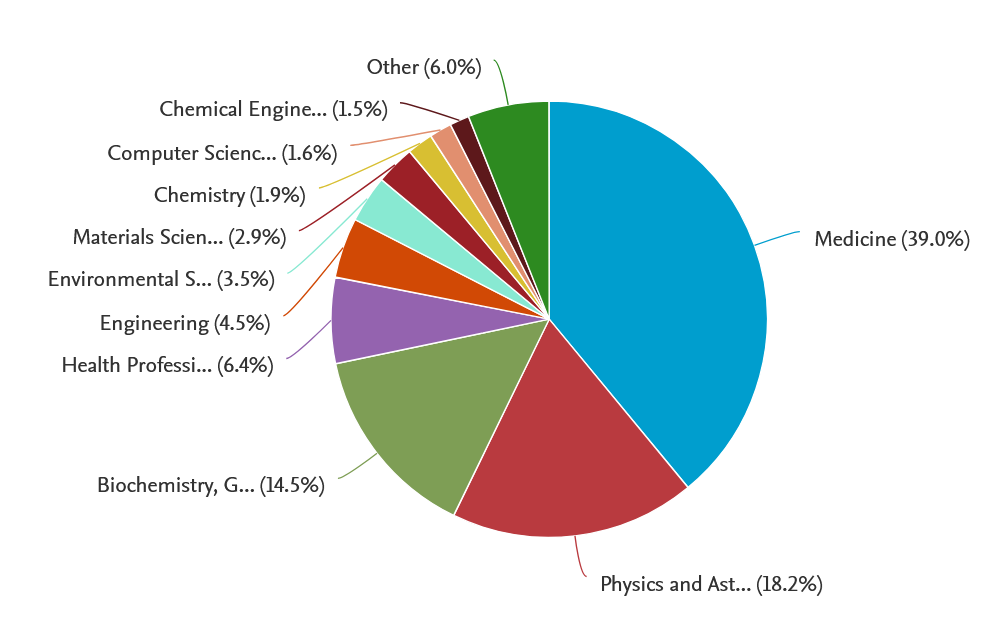 Other (6.0%)
Chemical Engine... (1.5%)
Computer Scienc... (1.6%)
Chemistry (1.9%)
Materials Scien... (2.9%)
Environmental S... (3.5%)
Engineering (4.5%)
Health Professi... (6.4%)
Biochemistry, G... (14.5%)
Medicine (39.0%)
Physics and Ast... (18.2%)